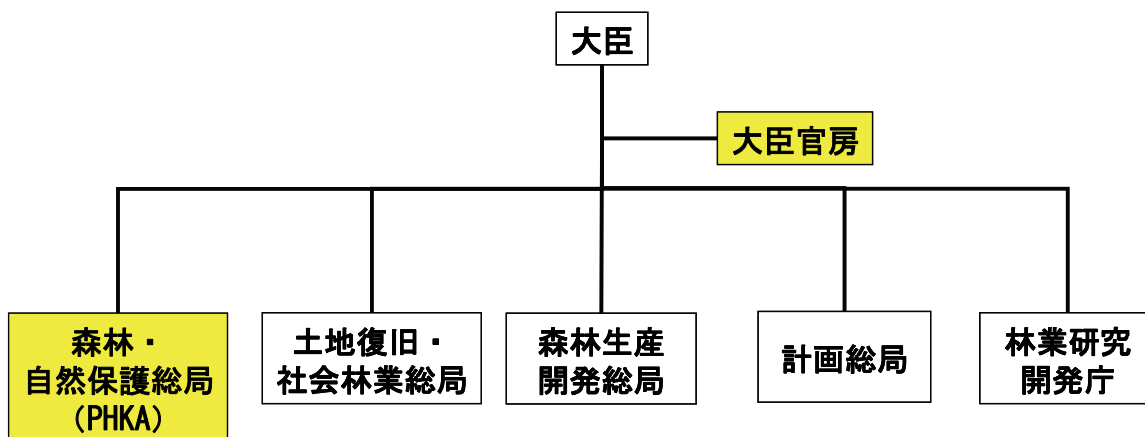 大臣
大臣官房
森林・
自然保護総局
(PHKA)
土地復旧・
社会林業総局
森林生産
開発総局
計画総局
林業研究
開発庁